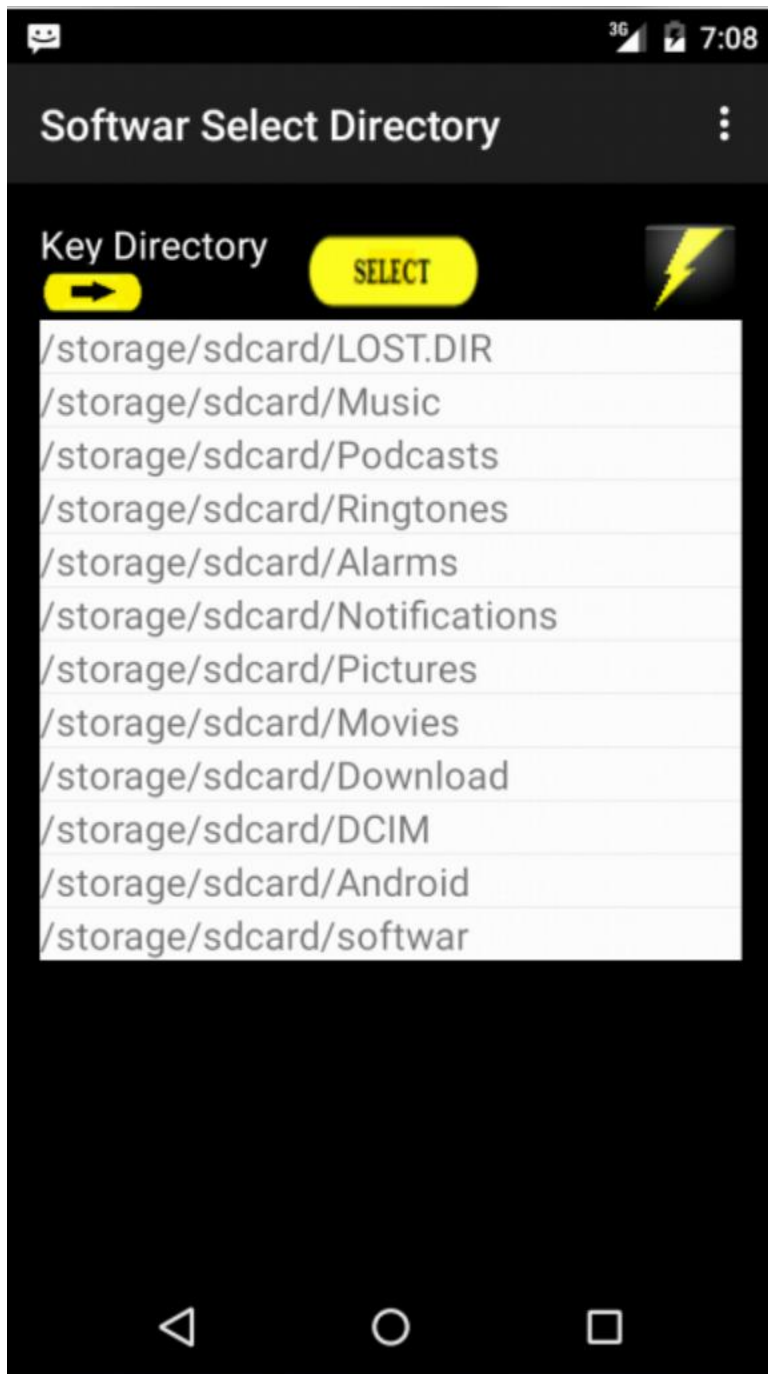 3G 7:08
Softwar Select Directory
Key Directory
SELECT
/storage/sdcard/LOST.DIR
/storage/sdcard/Music
/storage/sdcard/Podcasts
/storage/sdcard/Ringtones
/storage/sdcard/Alarms
/storage/sdcard/Notifications
/storage/sdcard/Pictures
/storage/sdcard/Movies
/storage/sdcard/Download
/storage/sdcard/DCIM
/storage/sdcard/Android
/storage/sdcard/softwar